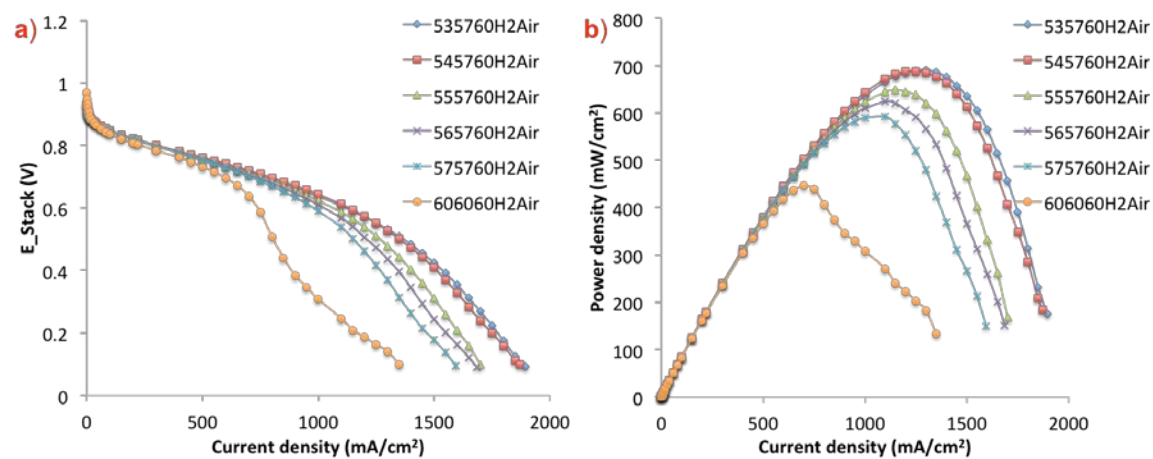 a)
1.2
1
0.8
0.6
0.4
0.2
0
E_Stack (V)
0 500 1000 1500 2000
Current density (mA/cm²)
535760H2Air
545760H2Air
555760H2Air
565760H2Air
575760H2Air
606060H2Air
b)
800
700
600
500
400
300
200
100
0
Power density (mW/cm²)
0 500 1000 1500 2000
Current density (mA/cm²)
535760H2Air
545760H2Air
555760H2Air
565760H2Air
575760H2Air
606060H2Air